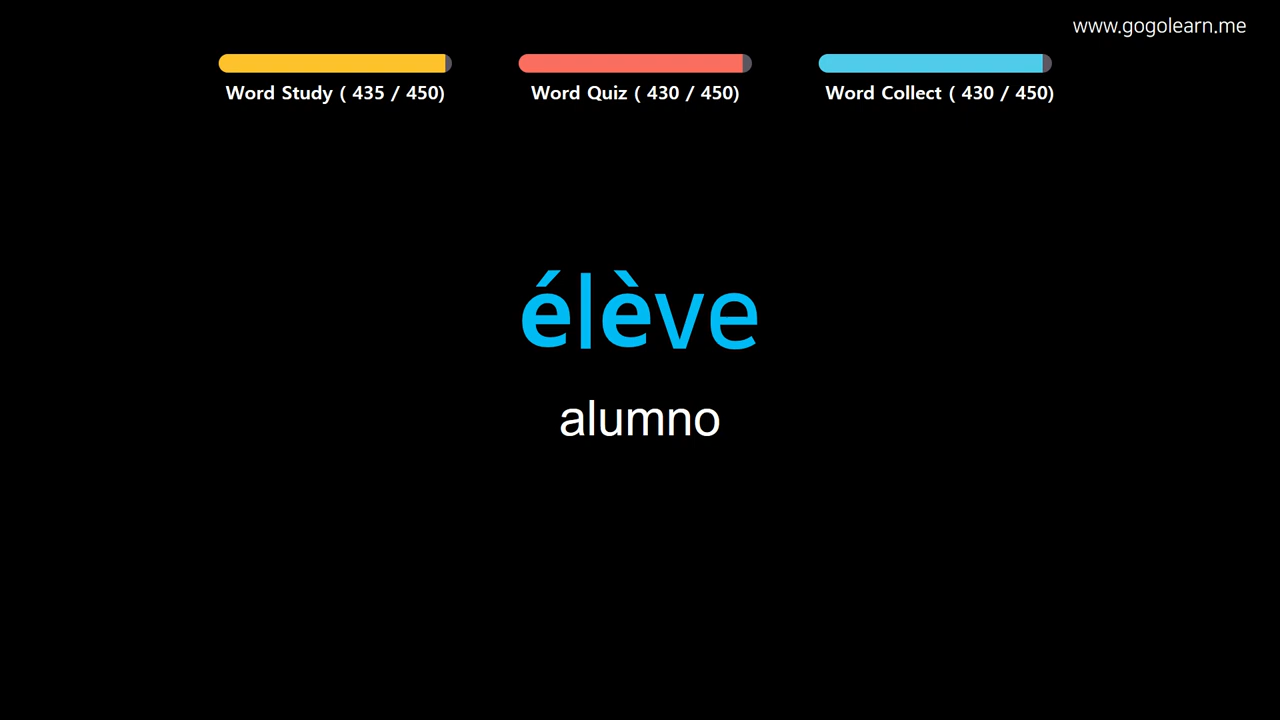 www.gogolearn.me
Word Study ( 435 / 450)
Word Quiz ( 430 / 450)
Word Collect ( 430 / 450)
élève
alumno